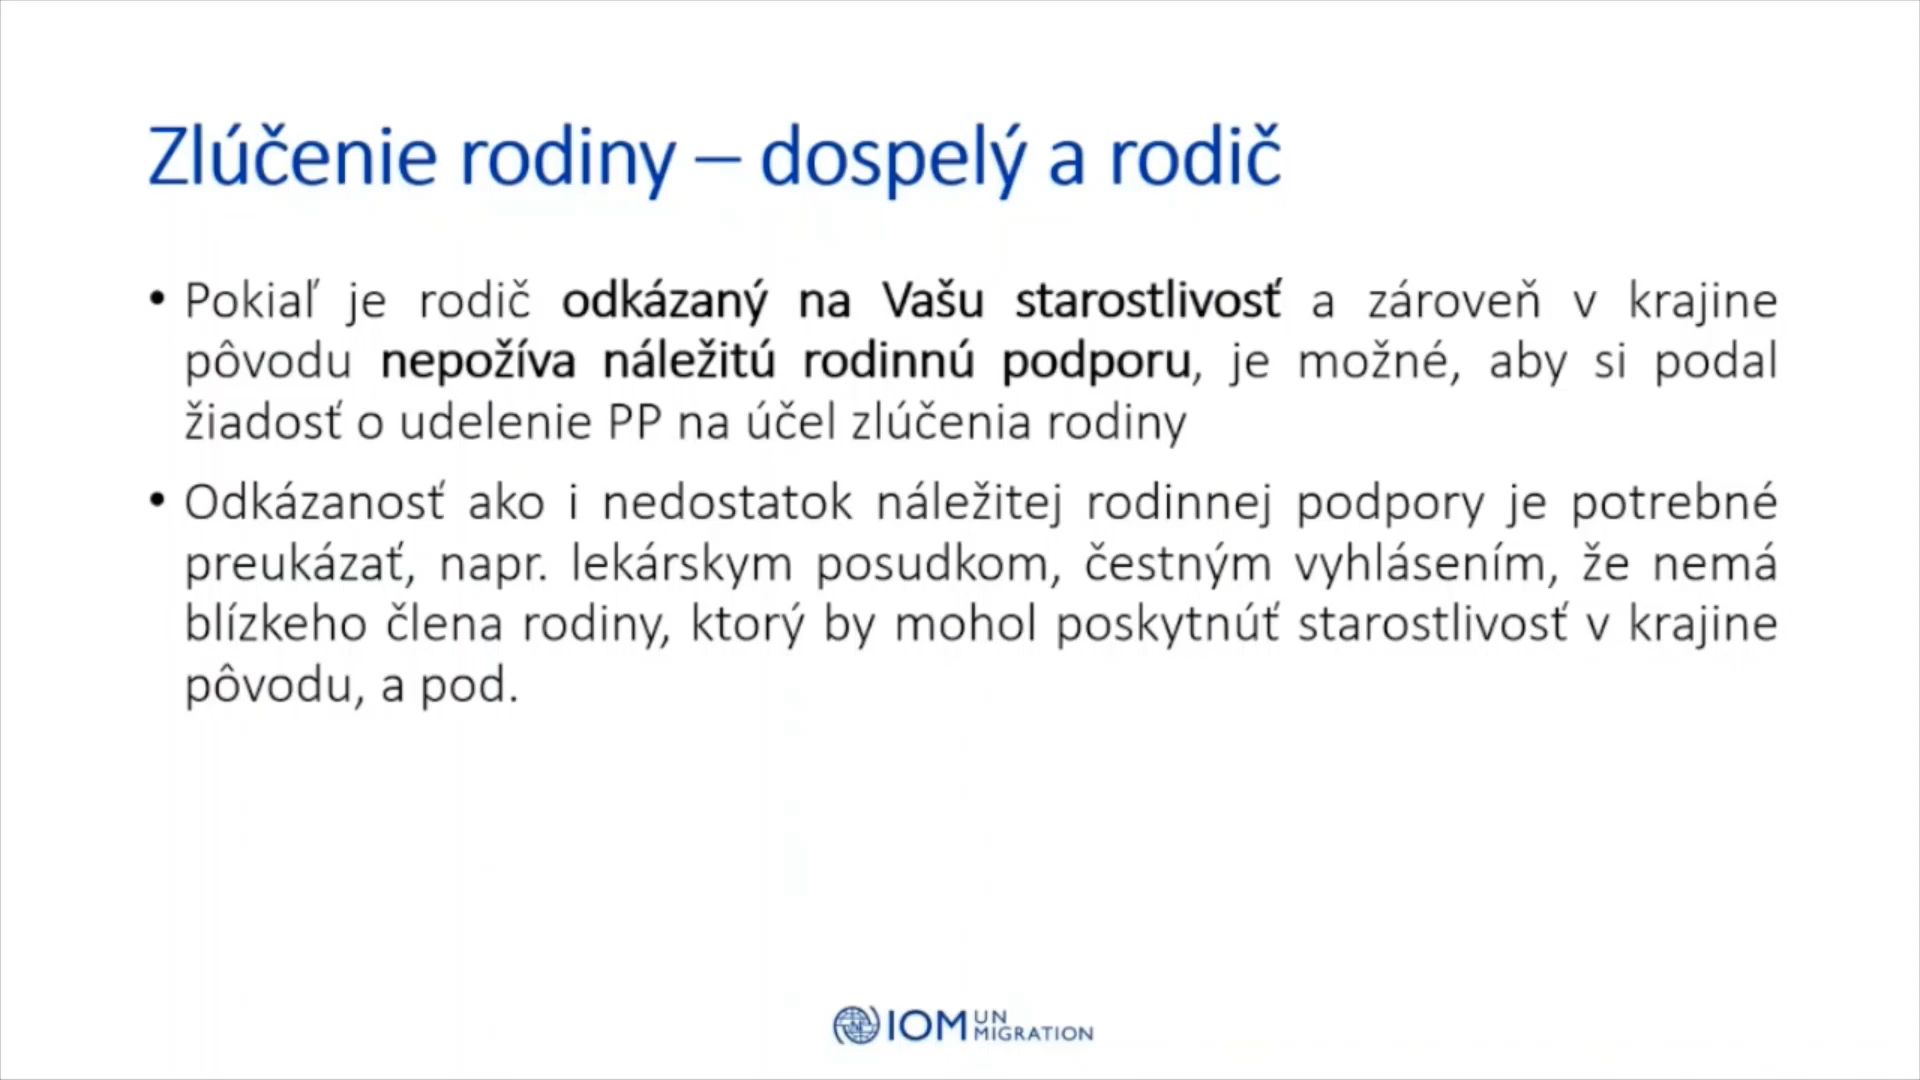 Zlúčenie rodiny – dospelý a rodič
• Pokiaľ je rodič odkázaný na Vašu starostlivosť a zároveň v krajine
pôvodu nepožíva náležitú rodinnú podporu, je možné, aby si podal
žiadosť o udelenie PP na účel zlúčenia rodiny
• Odkázanosť ako i nedostatok náležitej rodinnej podpory je potrebné
preukázať, napr. lekárskym posudkom, čestným vyhlásením, že nemá
blízkeho člena rodiny, ktorý by mohol poskytnúť starostlivosť v krajine
pôvodu, a pod.
IOM UN
MIGRATION